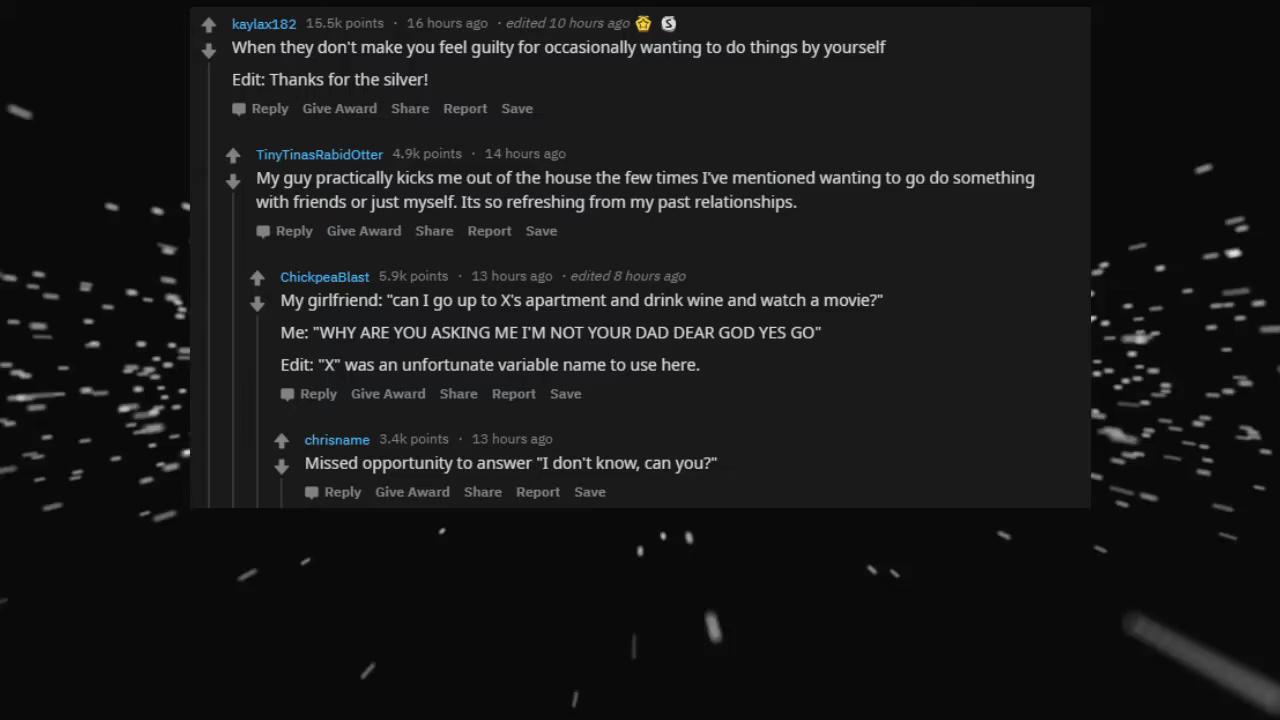 kaylax182 15.5k points · 16 hours ago · edited 10 hours ago S
When they don't make you feel guilty for occasionally wanting to do things by yourself
Edit: Thanks for the silver!
Reply Give Award Share Report Save
TinyTinasRabidOtter 4.9k points · 14 hours ago
My guy practically kicks me out of the house the few times I've mentioned wanting to go do something
with friends or just myself. Its so refreshing from my past relationships.
Reply Give Award Share Report Save
ChickpeaBlast 5.9k points · 13 hours ago · edited 8 hours ago
My girlfriend: "can I go up to X's apartment and drink wine and watch a movie?"
Me: "WHY ARE YOU ASKING ME I'M NOT YOUR DAD DEAR GOD YES GO"
Edit: "X" was an unfortunate variable name to use here.
Reply Give Award Share Report Save
chrisname 3.4k points · 13 hours ago
Missed opportunity to answer "I don't know, can you?"
Reply Give Award Share Report Save